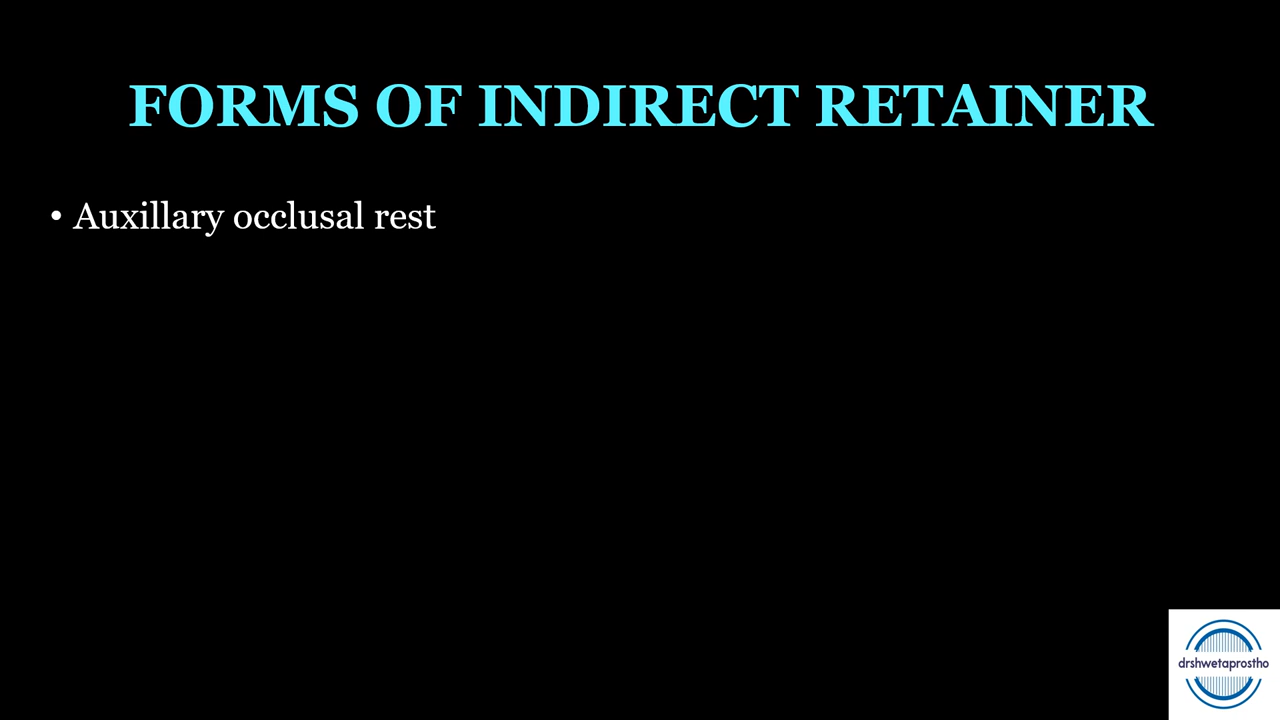 FORMS OF INDIRECT RETAINER
• Auxillary occlusal rest
drshwetaprostho